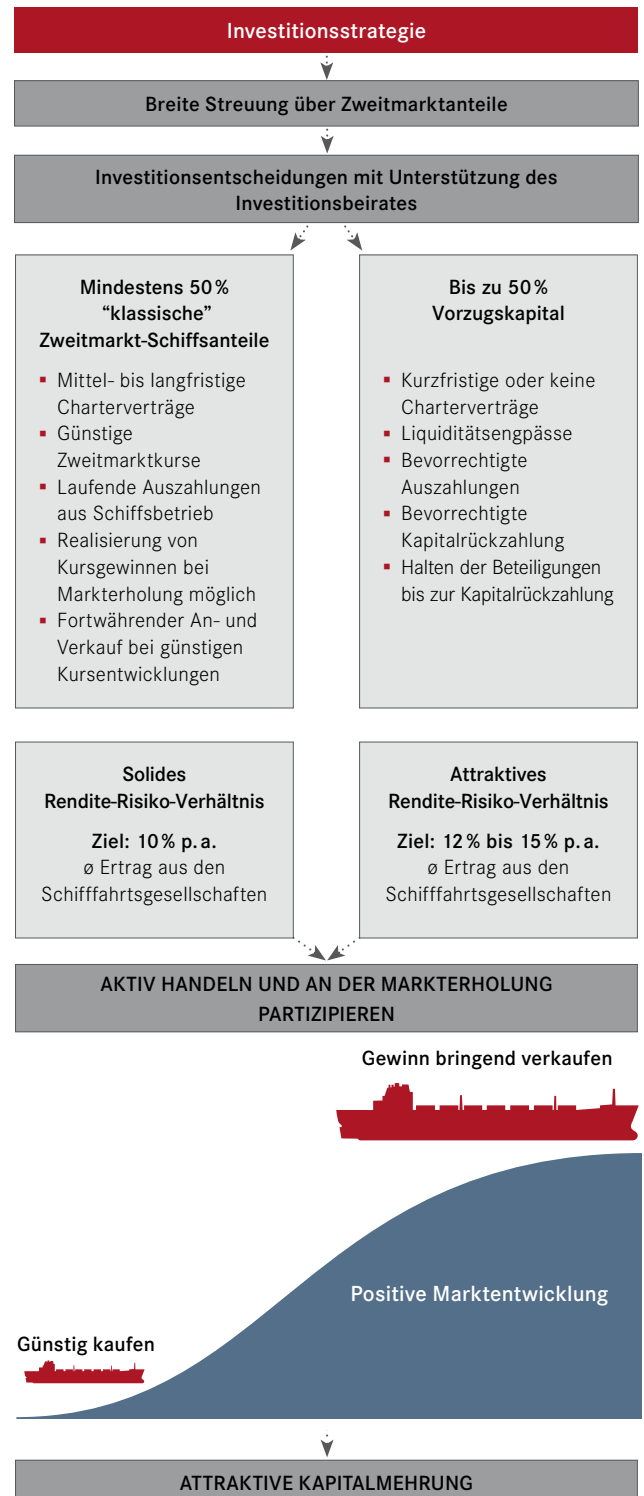 Investitionsstrategie
Breite Streuung über Zweitmarktanteile
Investitionsentscheidungen mit Unterstützung des
Investitionsbeirates
Mindestens 50 %
“klassische”
Zweitmarkt-Schiffsanteile
▪ Mittel- bis langfristige
Charterverträge
▪ Günstige
Zweitmarktkurse
▪ Laufende Auszahlungen
aus Schiffsbetrieb
▪ Realisierung von
Kursgewinnen bei
Markterholung möglich
▪ Fortwährender An- und
Verkauf bei günstigen
Kursentwicklungen
Bis zu 50 %
Vorzugskapital
▪ Kurzfristige oder keine
Charterverträge
▪ Liquiditätsengpässe
▪ Bevorrechtigte
Auszahlungen
▪ Bevorrechtigte
Kapitalrückzahlung
▪ Halten der Beteiligungen
bis zur Kapitalrückzahlung
Solides
Rendite-Risiko-Verhältnis
Ziel: 10 % p. a.
ø Ertrag aus den
Schifffahrtsgesellschaften
Attraktives
Rendite-Risiko-Verhältnis
Ziel: 12 % bis 15 % p. a.
ø Ertrag aus den
Schifffahrtsgesellschaften
AKTIV HANDELN UND AN DER MARKTERHOLUNG
PARTIZIPIEREN
Gewinn bringend verkaufen
Positive Marktentwicklung
Günstig kaufen
ATTRAKTIVE KAPITALMEHRUNG